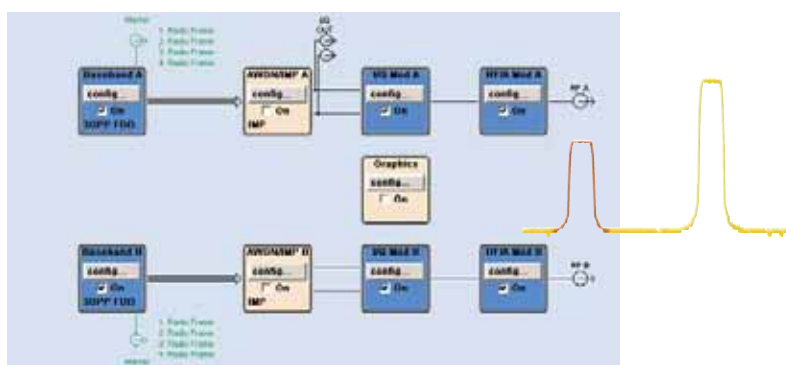 Marker
1. Radio Frame
2. Radio Frame
3. Radio Frame
4. Radio Frame
I/Q
OUT
Baseband A
config...
On
3GPP FDD
AWGN/IMP A
config...
On
IMP
I/Q Mod A
config...
On
RF/A Mod A
config...
On
RF A
Graphics
config...
On
Baseband B
config...
On
3GPP FDD
AWGN/IMP B
config...
On
IMP
I/Q Mod B
config...
On
RF/A Mod B
config...
On
RF B
1. Radio Frame
2. Radio Frame
3. Radio Frame
4. Radio Frame
Marker